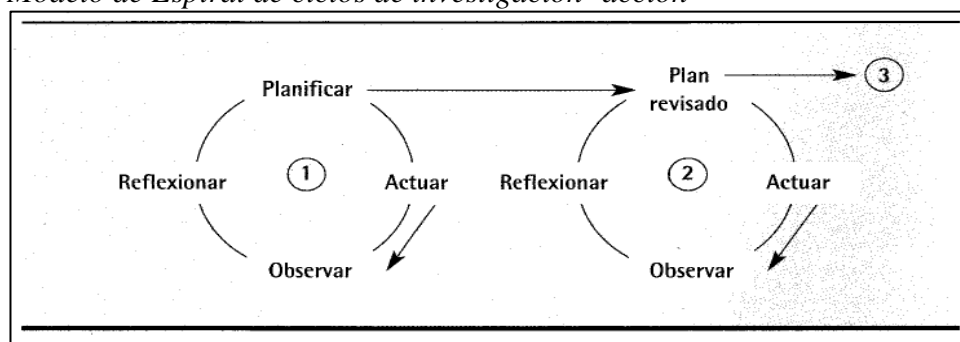 Modelo de Espiral de ciclos de investigación- acción
Planificar
Reflexionar
1
Actuar
Observar
Plan
revisado
3
Reflexionar
2
Actuar
Observar